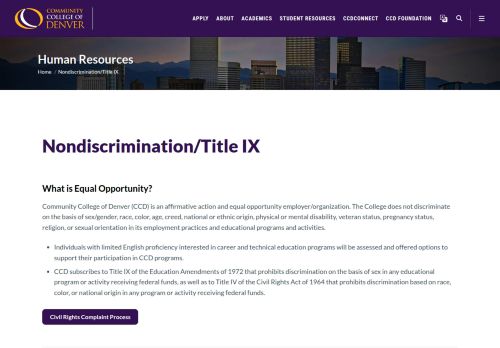 COMMUNITY
COLLEGE OF
DENVER
APPLY ABOUT ACADEMICS STUDENT RESOURCES CCDCONNECT CCD FOUNDATION
Human Resources
Home / Nondiscrimination/Title IX
Nondiscrimination/Title IX
What is Equal Opportunity?
Community College of Denver (CCD) is an affirmative action and equal opportunity employer/organization. The College does not discriminate
on the basis of sex/gender, race, color, age, creed, national or ethnic origin, physical or mental disability, veteran status, pregnancy status,
religion, or sexual orientation in its employment practices and educational programs and activities.
• Individuals with limited English proficiency interested in career and technical education programs will be assessed and offered options to
support their participation in CCD programs.
• CCD subscribes to Title IX of the Education Amendments of 1972 that prohibits discrimination on the basis of sex in any educational
program or activity receiving federal funds, as well as to Title IV of the Civil Rights Act of 1964 that prohibits discrimination based on race,
color, or national origin in any program or activity receiving federal funds.
Civil Rights Complaint Process